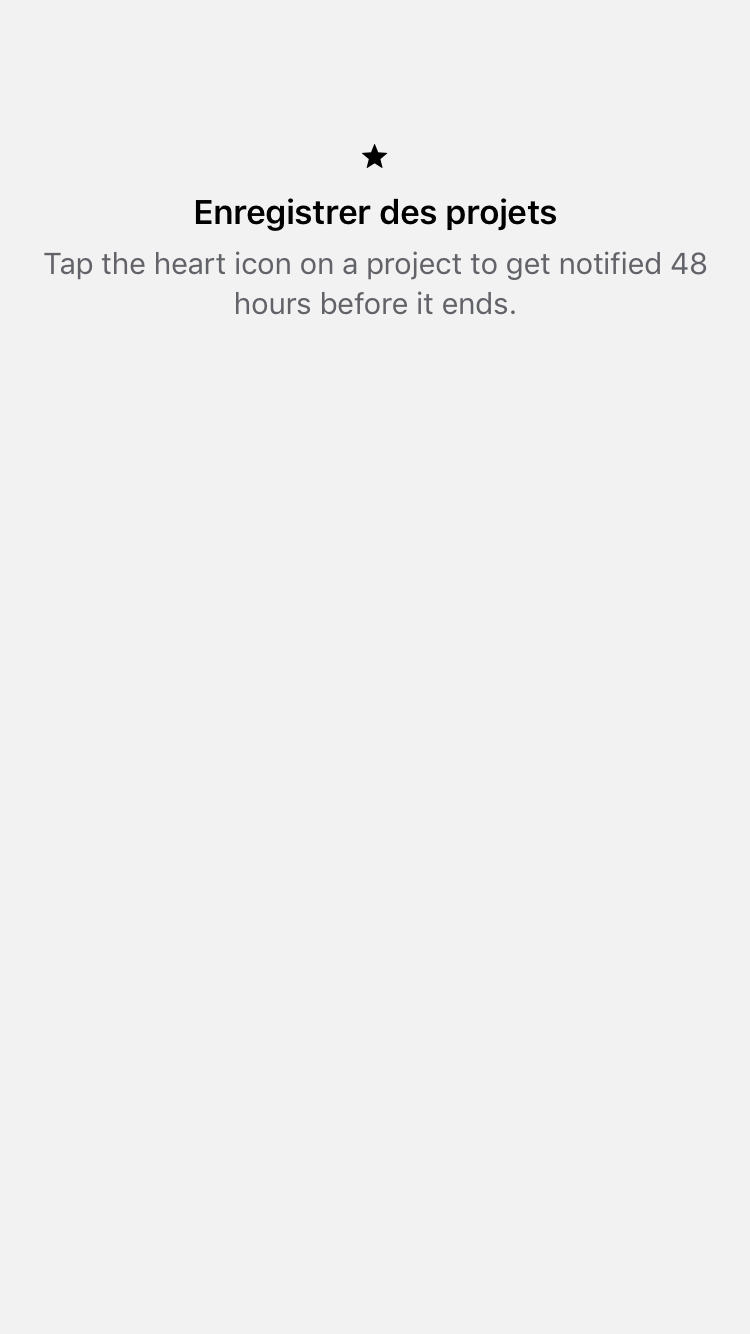 Enregistrer des projets
Tap the heart icon on a project to get notified 48
hours before it ends.